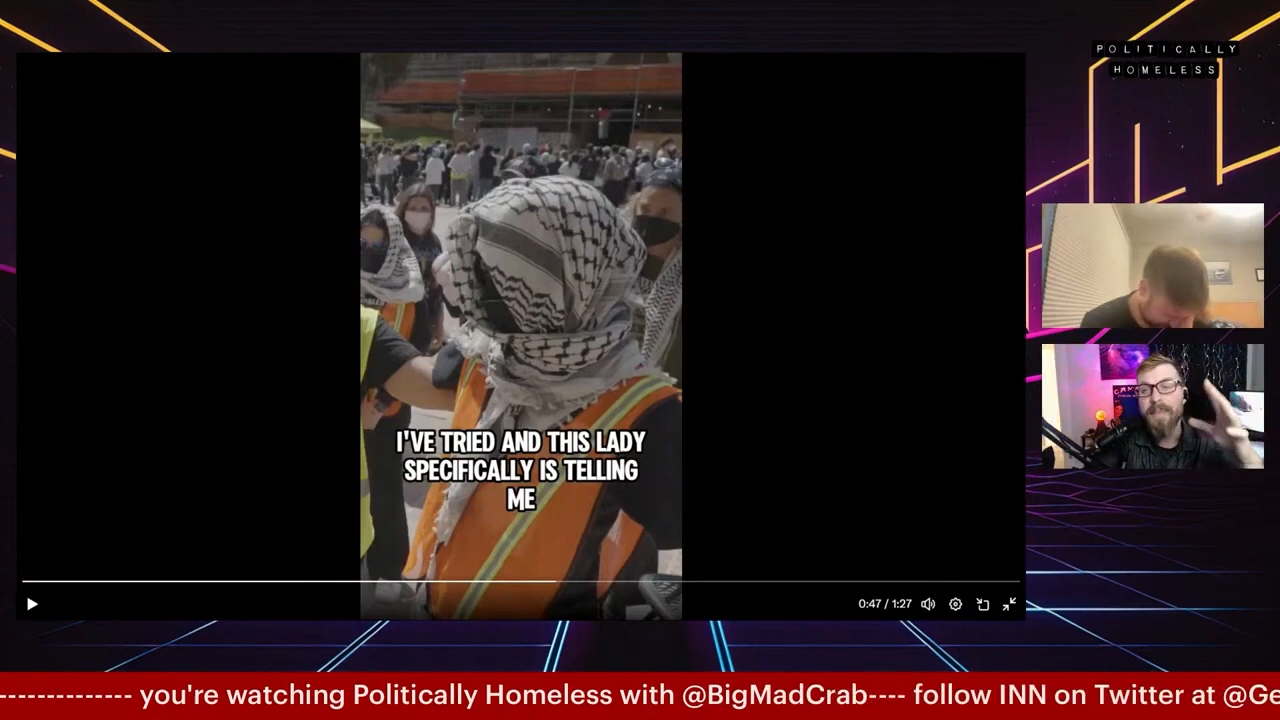 POLITICALLY
HOMELESS
I'VE TRIED AND THIS LADY
SPECIFICALLY IS TELLING
ME
0:47 / 1:27
-------------- you're watching Politically Homeless with @BigMadCrab---- follow INN on Twitter at @Ge